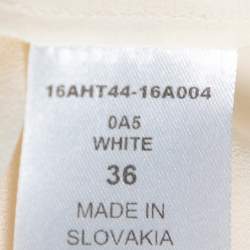 16AHT44-16A004
0A5
WHITE
36
MADE IN
SLOVAKIA